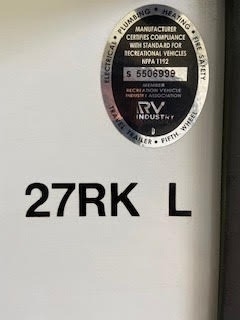 ELECTRICAL • PLUMBING • HEATING • FIRE SAFETY
MANUFACTURER
CERTIFIES COMPLIANCE
WITH STANDARD FOR
RECREATIONAL VEHICLES
NFPA 1192
S 5506999
MEMBER
RECREATION VEHICLE
INDUSTRY ASSOCIATION
RV
INDUSTRY
TRAVEL TRAILER • FIFTH WHEEL
27RK L